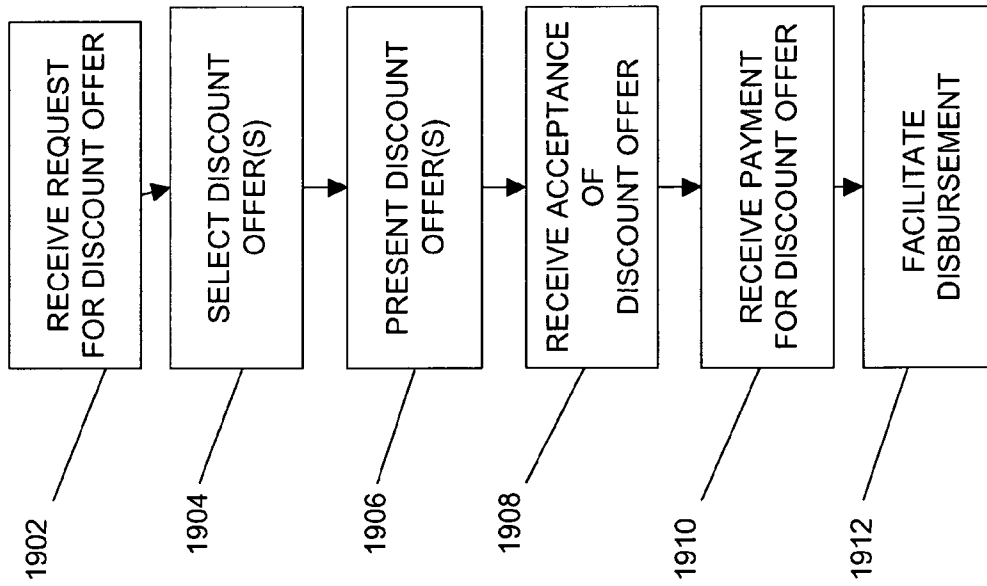 1902
RECEIVE REQUEST
FOR DISCOUNT OFFER
1904
SELECT DISCOUNT
OFFER(S)
1906
PRESENT DISCOUNT
OFFER(S)
1908
RECEIVE ACCEPTANCE
OF
DISCOUNT OFFER
1910
RECEIVE PAYMENT
FOR DISCOUNT OFFER
1912
FACILITATE
DISBURSEMENT